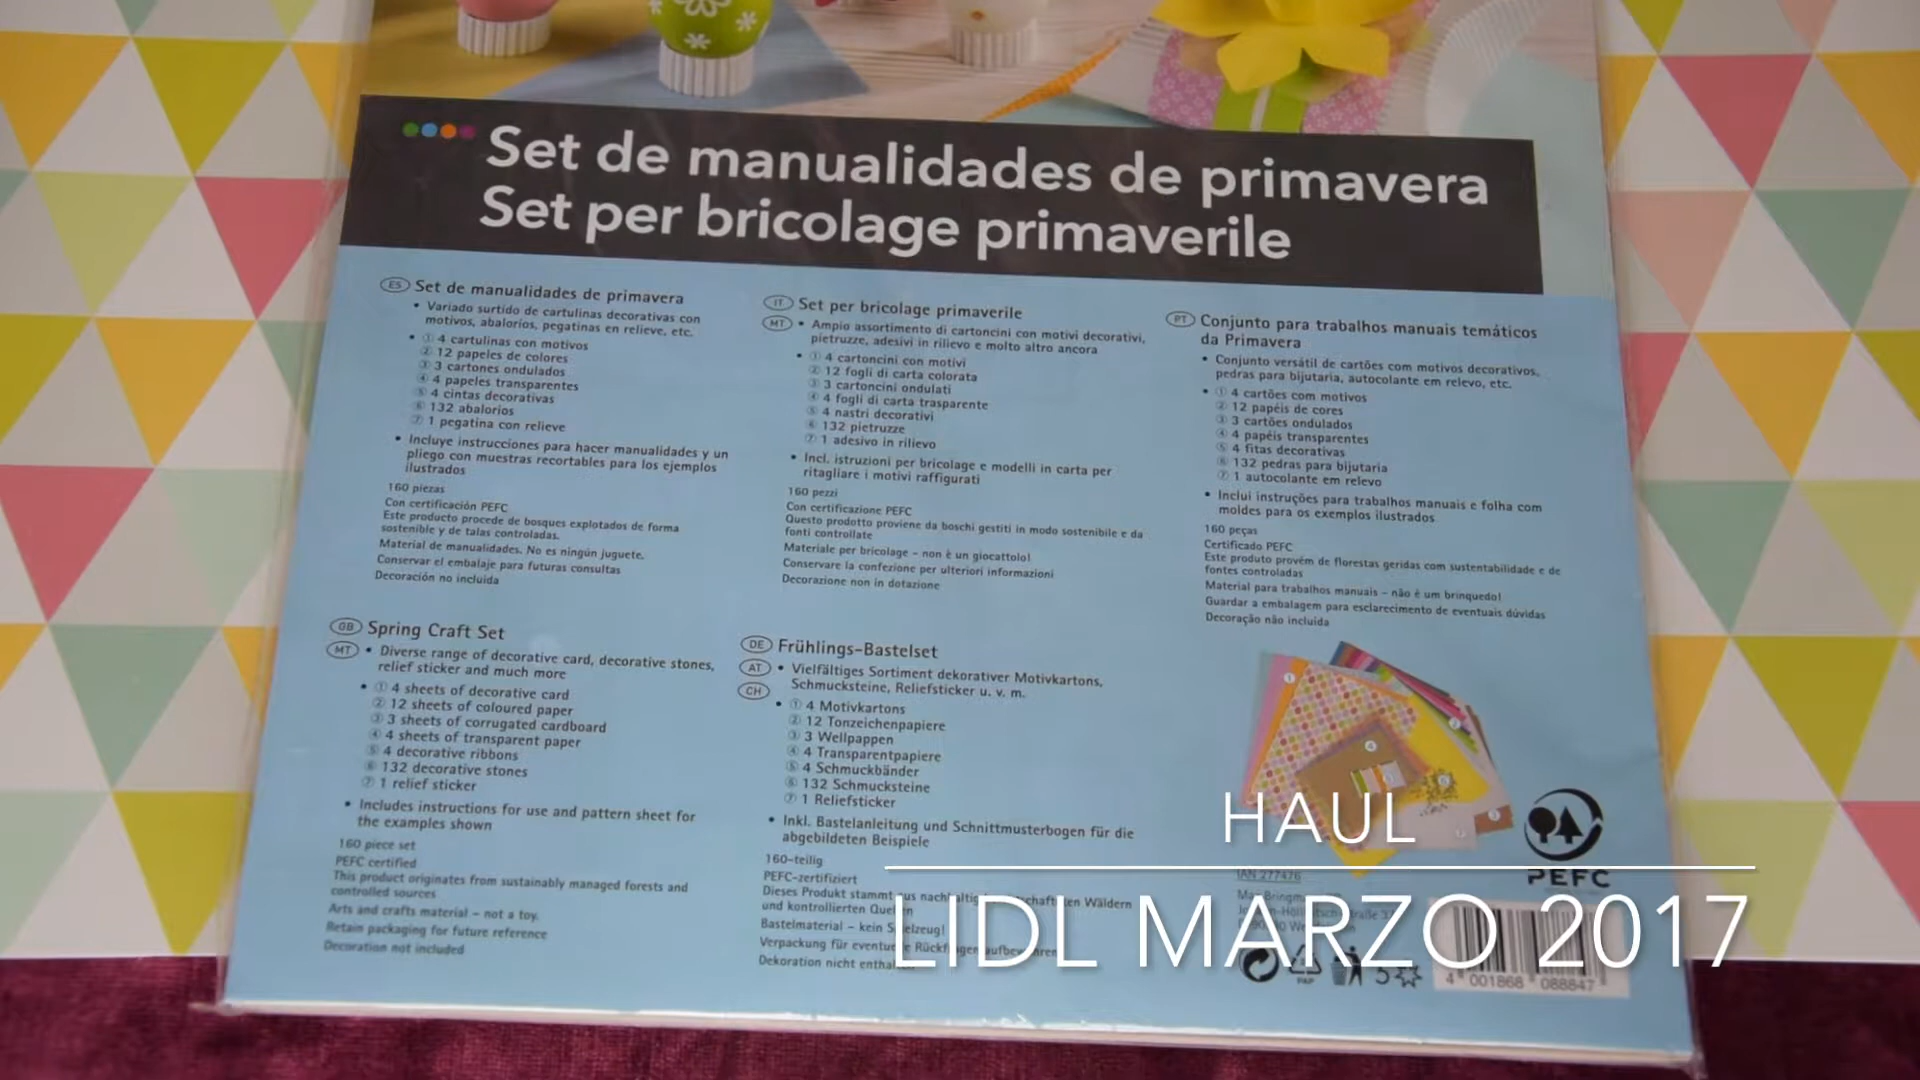 Set de manualidades de primavera
Set per bricolage primaverile
ES Set de manualidades de primavera
• Variado surtido de cartulinas decorativas con
motivos, abalorios, pegatinas en relieve, etc.
• ① 4 cartulinas con motivos
② 12 papeles de colores
③ 3 cartones ondulados
④ 4 papeles transparentes
⑤ 4 cintas decorativas
⑥ 132 abalorios
⑦ 1 pegatina con relieve
• Incluye instrucciones para hacer manualidades y un
pliego con muestras recortables para los ejemplos
ilustrados
160 piezas
Con certificación PEFC
Este producto procede de bosques explotados de forma
sostenible y de talas controladas.
Material de manualidades. No es ningún juguete.
Conservar el embalaje para futuras consultas
Decoración no incluida
IT Set per bricolage primaverile
MT • Ampio assortimento di cartoncini con motivi decorativi,
pietruzze, adesivi in rilievo e molto altro ancora
• ① 4 cartoncini con motivi
② 12 fogli di carta colorata
③ 3 cartoncini ondulati
④ 4 fogli di carta trasparente
⑤ 4 nastri decorativi
⑥ 132 pietruzze
⑦ 1 adesivo in rilievo
• Incl. istruzioni per bricolage e modelli in carta per
ritagliare i motivi raffigurati
160 pezzi
Con certificazione PEFC
Questo prodotto proviene da boschi gestiti in modo sostenibile e da
fonti controllate
Materiale per bricolage – non è un giocattolo!
Conservare la confezione per ulteriori informazioni
Decorazione non in dotazione
PT Conjunto para trabalhos manuais temáticos
da Primavera
• Conjunto versátil de cartões com motivos decorativos,
pedras para bijutaria, autocolante em relevo, etc.
• ① 4 cartões com motivos
② 12 papéis de cores
③ 3 cartões ondulados
④ 4 papéis transparentes
⑤ 4 fitas decorativas
⑥ 132 pedras para bijutaria
⑦ 1 autocolante em relevo
• Inclui instruções para trabalhos manuais e folha com
moldes para os exemplos ilustrados
160 peças
Certificado PEFC
Este produto provém de florestas geridas com sustentabilidade e de
fontes controladas
Material para trabalhos manuais – não é um brinquedo!
Guardar a embalagem para esclarecimento de eventuais dúvidas
Decoração não incluída
GB Spring Craft Set
MT • Diverse range of decorative card, decorative stones,
relief sticker and much more
• ① 4 sheets of decorative card
② 12 sheets of coloured paper
③ 3 sheets of corrugated cardboard
④ 4 sheets of transparent paper
⑤ 4 decorative ribbons
⑥ 132 decorative stones
⑦ 1 relief sticker
• Includes instructions for use and pattern sheet for
the examples shown
160 piece set
PEFC certified
This product originates from sustainably managed forests and
controlled sources
Arts and crafts material – not a toy.
Retain packaging for future reference
Decoration not included
DE Frühlings-Bastelset
AT • Vielfältiges Sortiment dekorativer Motivkartons,
CH Schmucksteine, Reliefsticker u. v. m.
• ① 4 Motivkartons
② 12 Tonzeichenpapiere
③ 3 Wellpappen
④ 4 Transparentpapiere
⑤ 4 Schmuckbänder
⑥ 132 Schmucksteine
⑦ 1 Reliefsticker
• Inkl. Bastelanleitung und Schnittmusterbogen für die
abgebildeten Beispiele
160-teilig
PEFC-zertifiziert
Dieses Produkt stammt Wäldern
und kontrollierten
Bastelmaterial – kein
Verpackung für
Dekoration nicht
IAN 277476
PEFC
PAP
4 001868 088847
HAUL
LIDL MARZO 2017